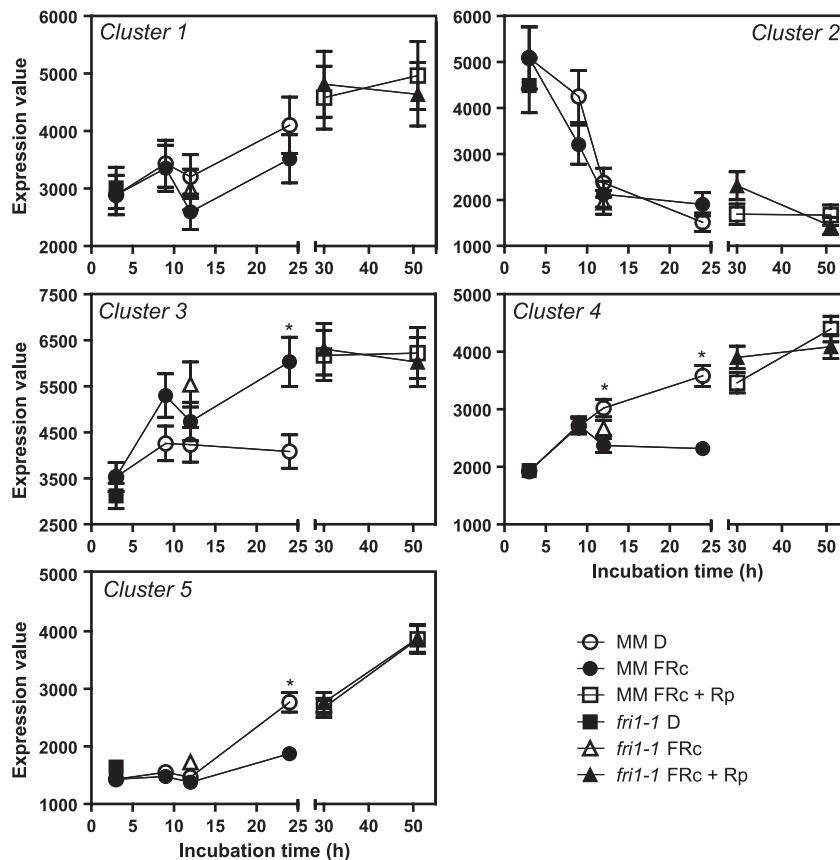 Cluster 1
Expression value
6000
5000
4000
3000
2000
0 5 10 15 20 25 30 40 50
Cluster 2
6000
5000
4000
3000
2000
1000
0 5 10 15 20 25 30 40 50
Cluster 3
Expression value
7500
6500
5500
4500
3500
2500
*
0 5 10 15 20 25 30 40 50
Cluster 4
5000
4000
3000
2000
1000
* *
0 5 10 15 20 25 30 40 50
Incubation time (h)
Cluster 5
Expression value
5000
4000
3000
2000
1000
*
0 5 10 15 20 25 30 40 50
Incubation time (h)
MM D
MM FRc
MM FRc + Rp
fri1-1 D
fri1-1 FRc
fri1-1 FRc + Rp